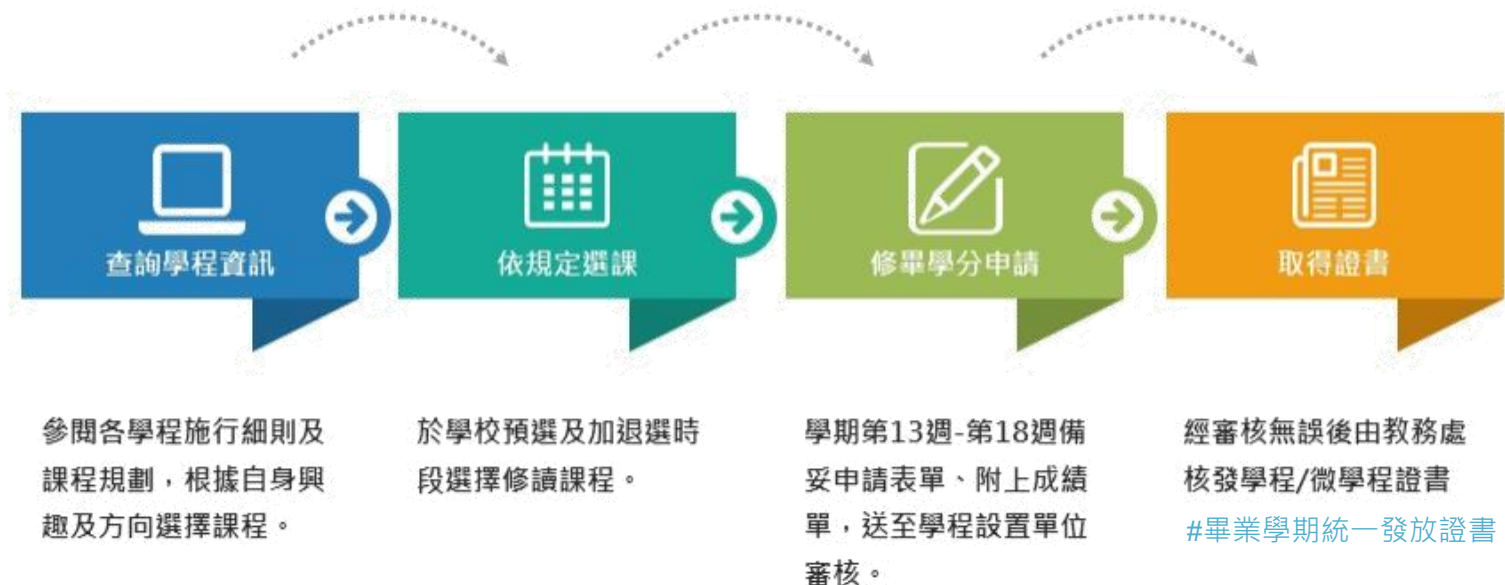 查詢學程資訊
依規定選課
修畢學分申請
取得證書
參閱各學程施行細則及
課程規劃，根據自身興
趣及方向選擇課程。
於學校預選及加退選時
段選擇修讀課程。
學期第13週-第18週備
妥申請表單、附上成績
單，送至學程設置單位
審核。
經審核無誤後由教務處
核發學程/微學程證書
#畢業學期統一發放證書